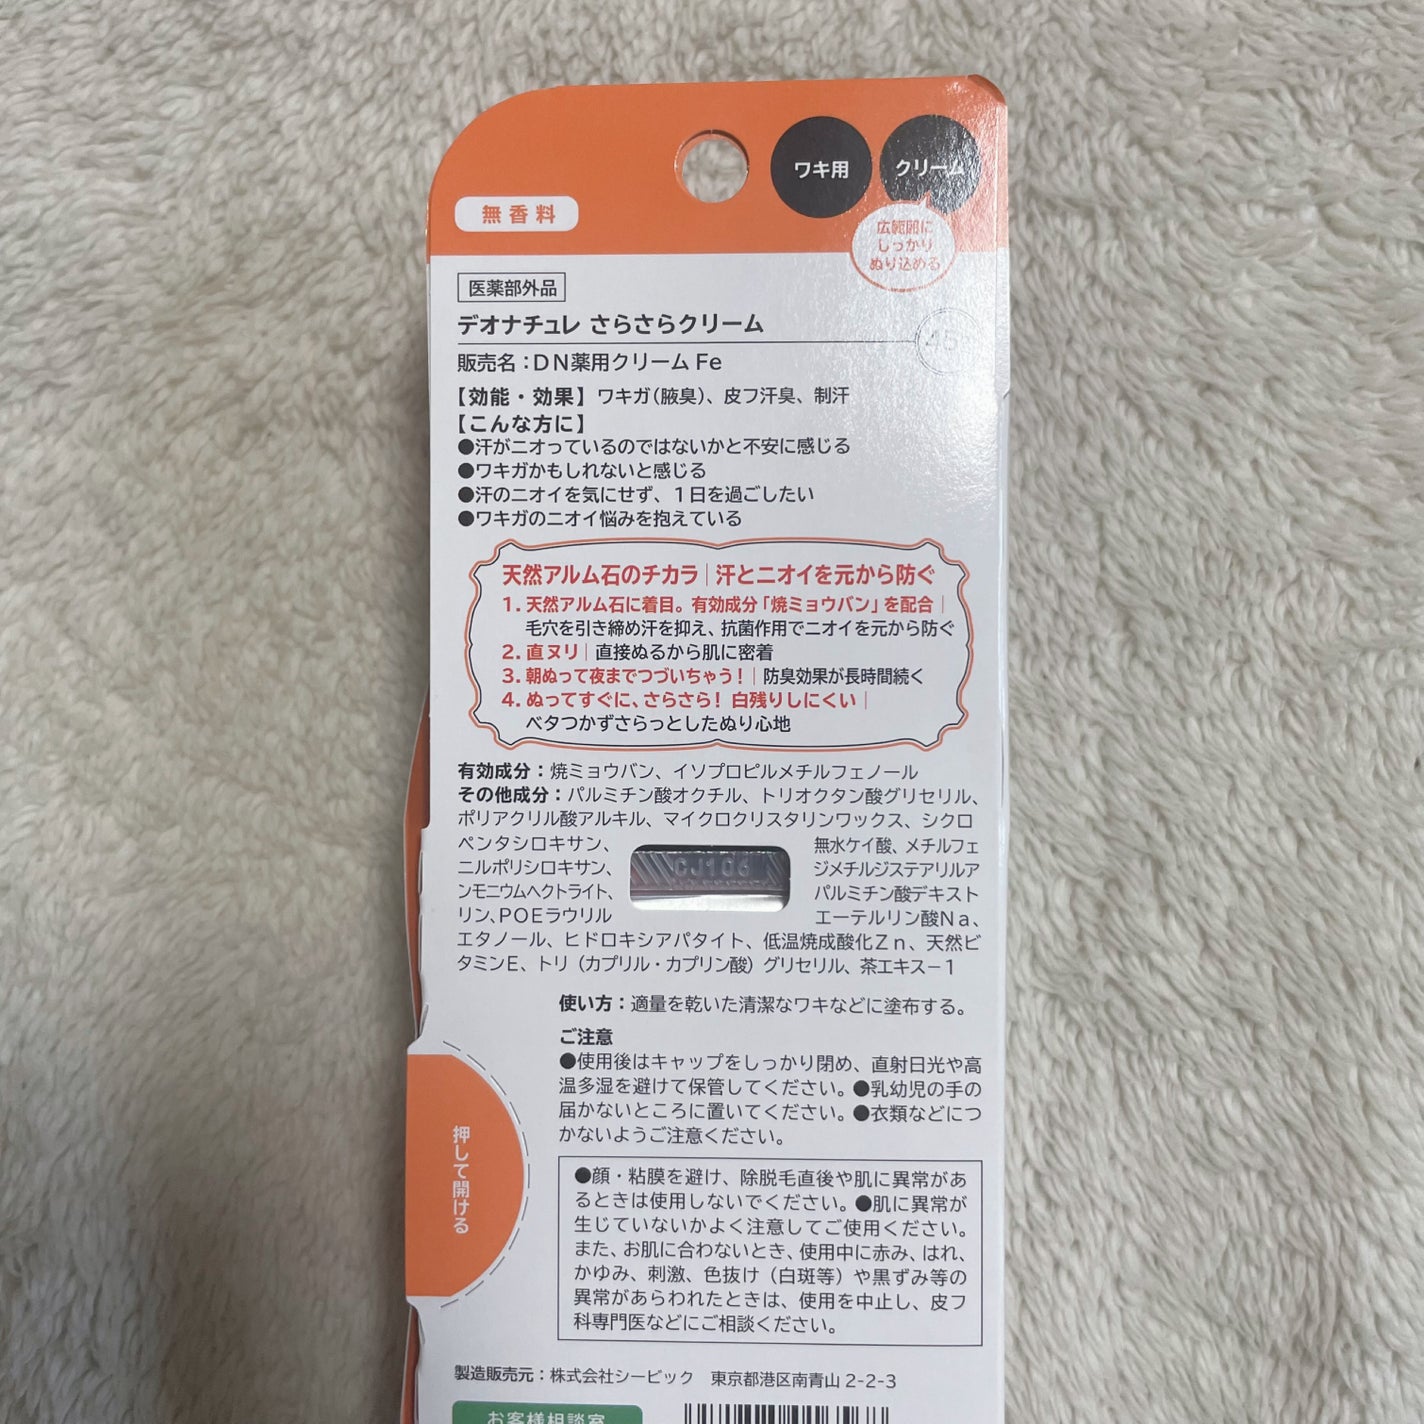 ワキ用
クリーム
無香料
広範囲に
しっかり
ぬり込める
医薬部外品
デオナチュレ さらさらクリーム
45g
販売名：DN薬用クリーム Fe
【効能・効果】 ワキガ(腋臭)、皮フ汗臭、制汗
【こんな方に】
●汗がニオっているのではないかと不安に感じる
●ワキガかもしれないと感じる
●汗のニオイを気にせず、1日を過ごしたい
●ワキガのニオイ悩みを抱えている
天然アルム石のチカラ｜汗とニオイを元から防ぐ
1. 天然アルム石に着目。有効成分「焼ミョウバン」を配合｜
毛穴を引き締め汗を抑え、抗菌作用でニオイを元から防ぐ
2. 直ヌリ｜直接ぬるから肌に密着
3. 朝ぬって夜までつづいちゃう！｜防臭効果が長時間続く
4. ぬってすぐに、さらさら！ 白残りしにくい｜
ベタつかずさらっとしたぬり心地
有効成分：焼ミョウバン、イソプロピルメチルフェノール
その他成分：パルミチン酸オクチル、トリオクタン酸グリセリル、
ポリアクリル酸アルキル、マイクロクリスタリンワックス、シクロ
ペンタシロキサン、 無水ケイ酸、メチルフェ
ニルポリシロキサン、 CJ106 ジメチルジステアリルア
ンモニウムヘクトライト、 パルミチン酸デキスト
リン、POEラウリル エーテルリン酸Na、
エタノール、ヒドロキシアパタイト、低温焼成酸化Zn、天然ビ
タミンE、トリ（カプリル・カプリン酸）グリセリル、茶エキス－1
使い方：適量を乾いた清潔なワキなどに塗布する。
ご注意
●使用後はキャップをしっかり閉め、直射日光や高
温多湿を避けて保管してください。●乳幼児の手の
届かないところに置いてください。●衣類などにつ
かないようご注意ください。
押して開ける
●顔・粘膜を避け、除脱毛直後や肌に異常があ
るときは使用しないでください。●肌に異常が
生じていないかよく注意してご使用ください。
また、お肌に合わないとき、使用中に赤み、はれ、
かゆみ、刺激、色抜け（白斑等）や黒ずみ等の
異常があらわれたときは、使用を中止し、皮フ
科専門医などにご相談ください。
製造販売元：株式会社シービック 東京都港区南青山 2-2-3
お客様相談室